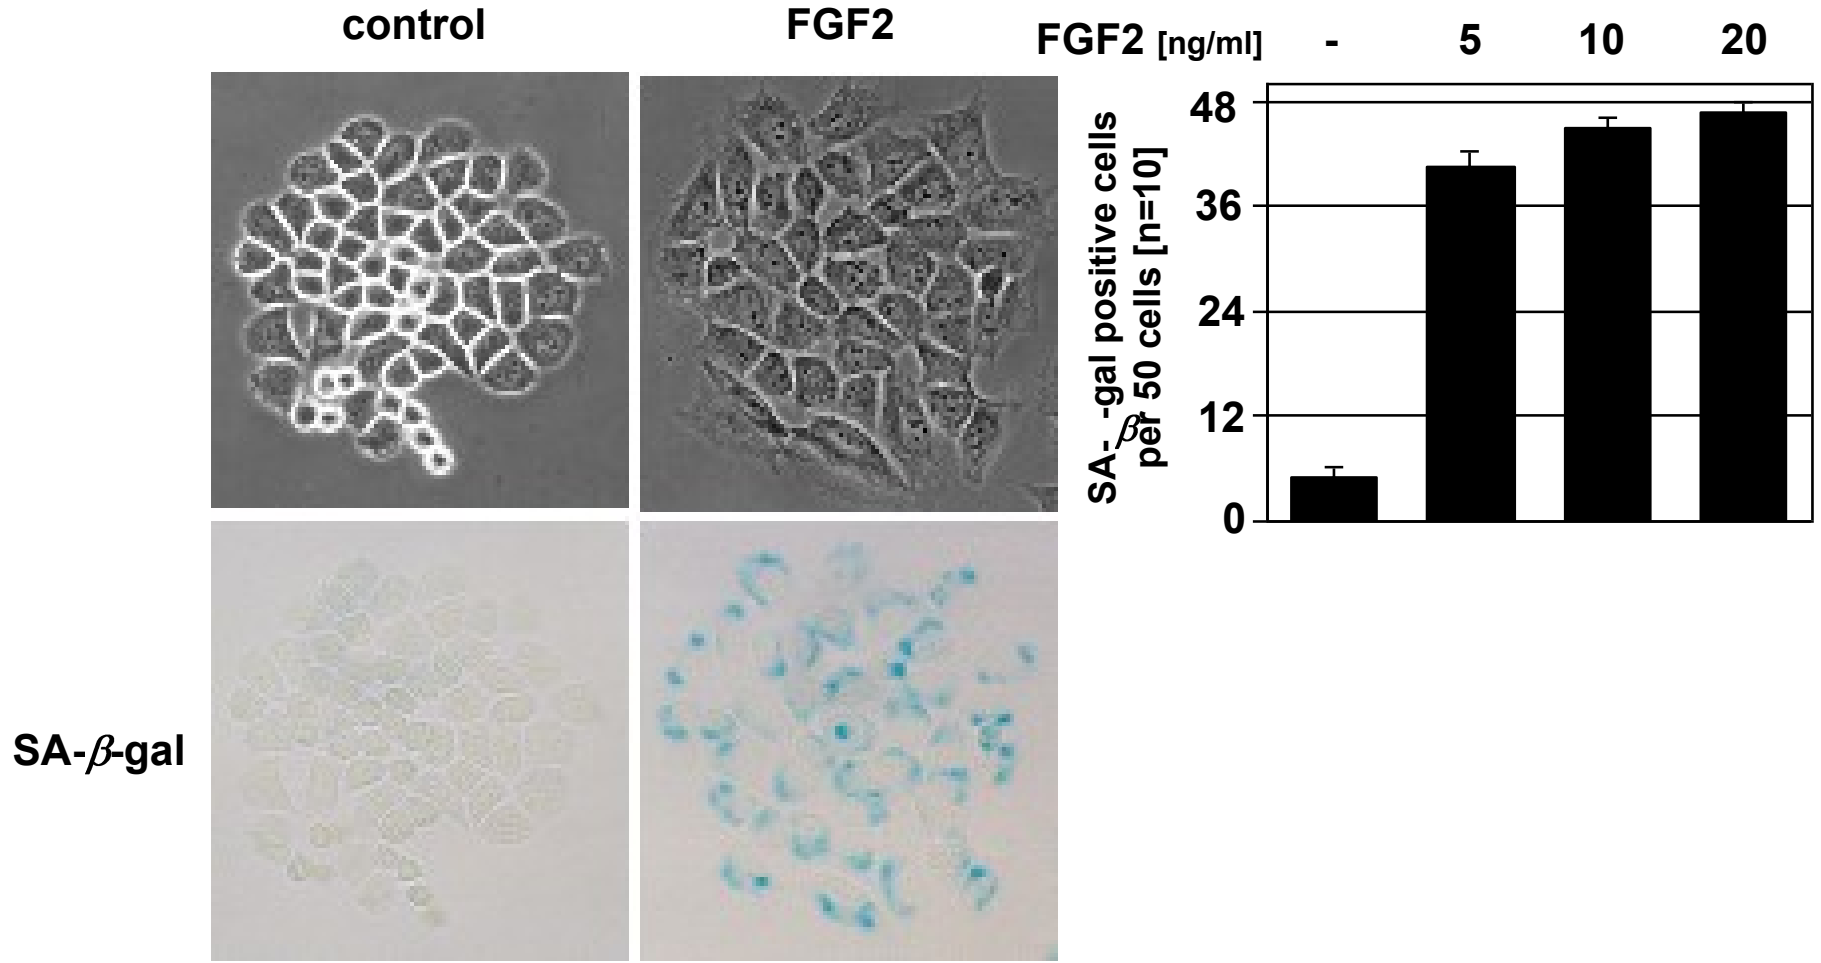 control
FGF2
FGF2 [ng/ml] - 5 10 20
SA-β-gal positive cells
per 50 cells [n=10]
48
36
24
12
0
SA-β-gal